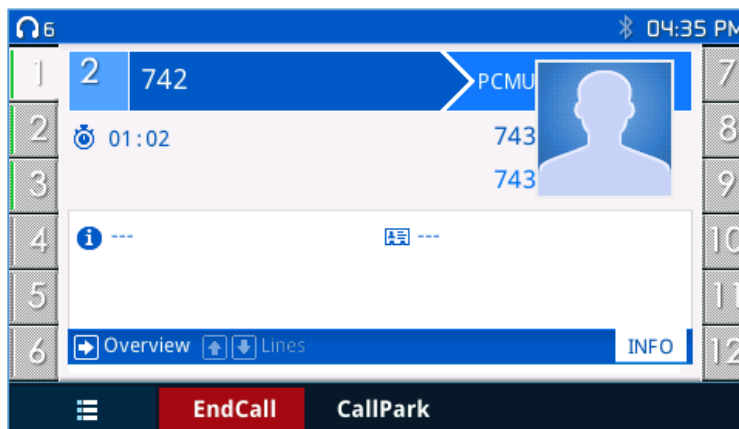 6 04:35 PM
1 2 742 PCMU 7
2 01:02 743 8
3 743 9
4 --- --- 10
5 11
6 Overview Lines INFO 12
EndCall CallPark